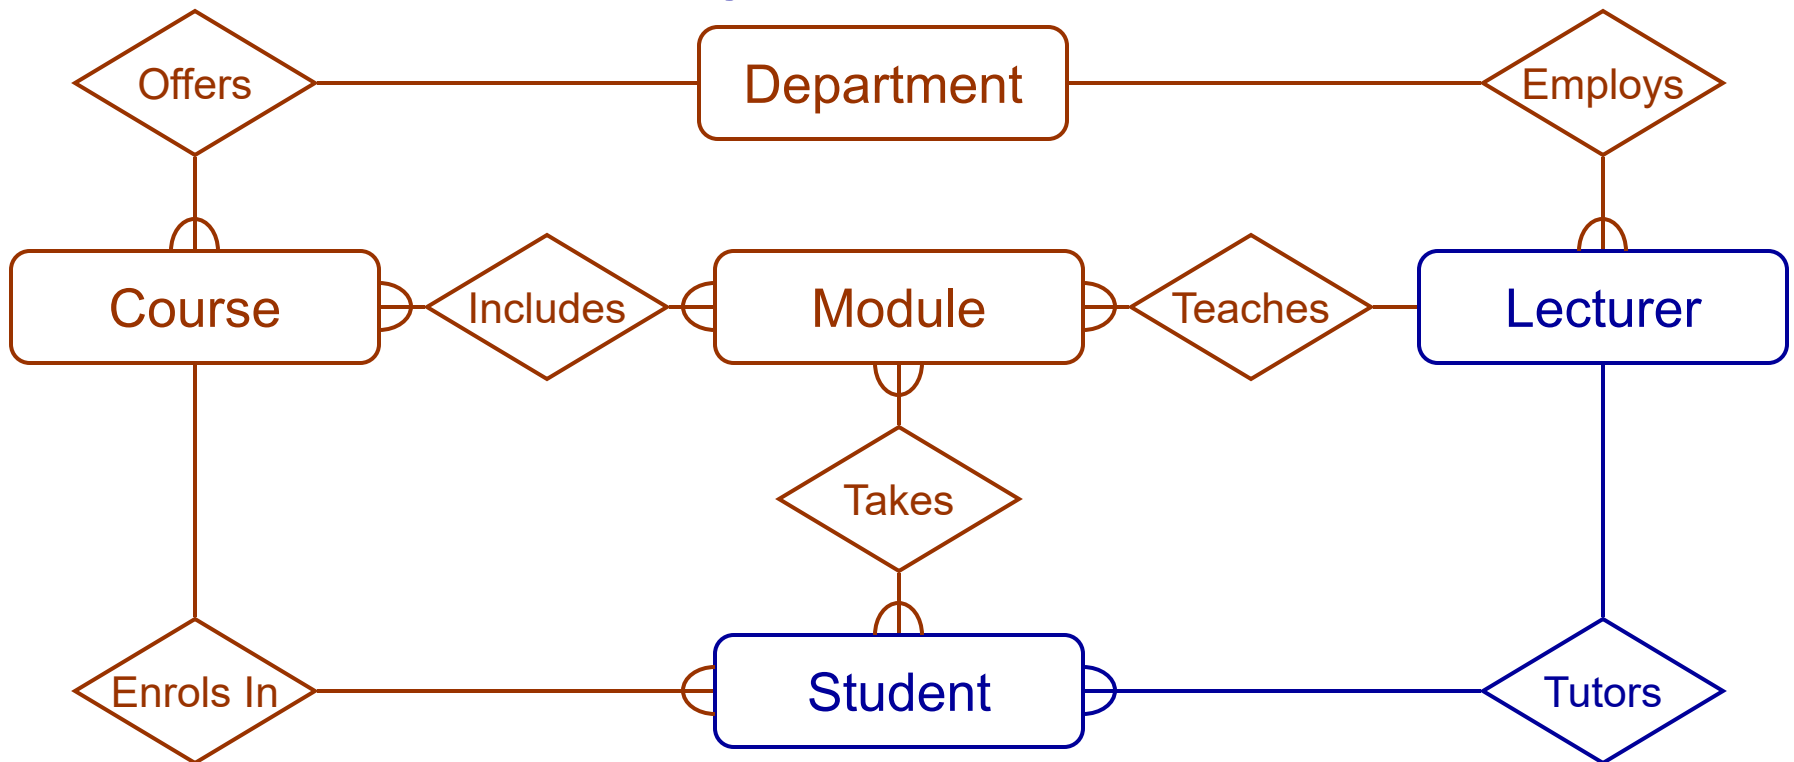 Offers
Department
Employs
Course
Includes
Module
Teaches
Lecturer
Takes
Enrols In
Student
Tutors